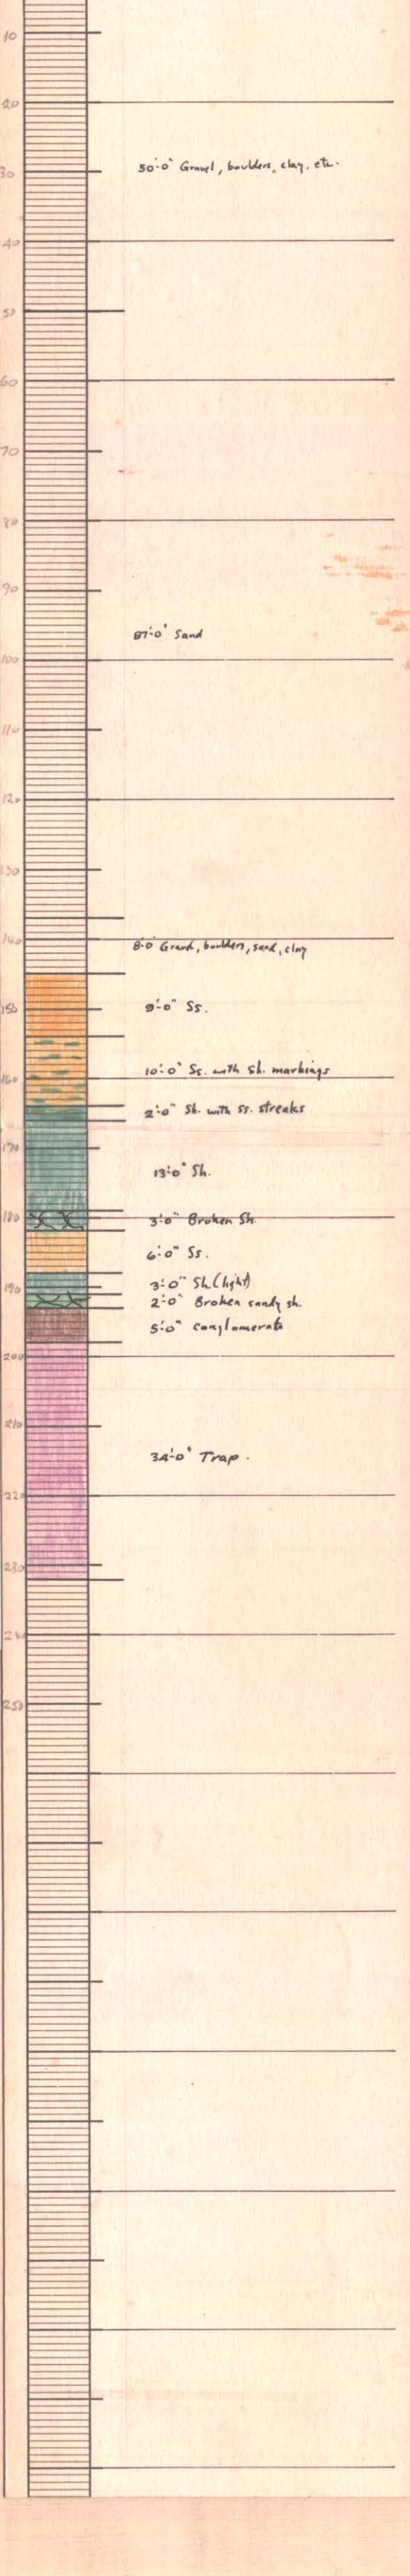 10
20
30
50'-0" Gravel, boulders, clay, etc.
40
50
60
70
80
90
87'-0" Sand
100
110
120
130
140
8'-0" Gravel, boulders, sand, clay
150
9'-0" Ss.
10'-0" Ss. with Sh. markings
160
2'-0" Sh. with ss. streaks
170
13'-0" Sh.
180
3'-0" Broken Sh.
6'-0" Ss.
190
3'-0" Sh. (light)
2'-0" Broken sandy sh.
5'-0" Conglomerate
200
210
34'-0" Trap.
220
230
240
250